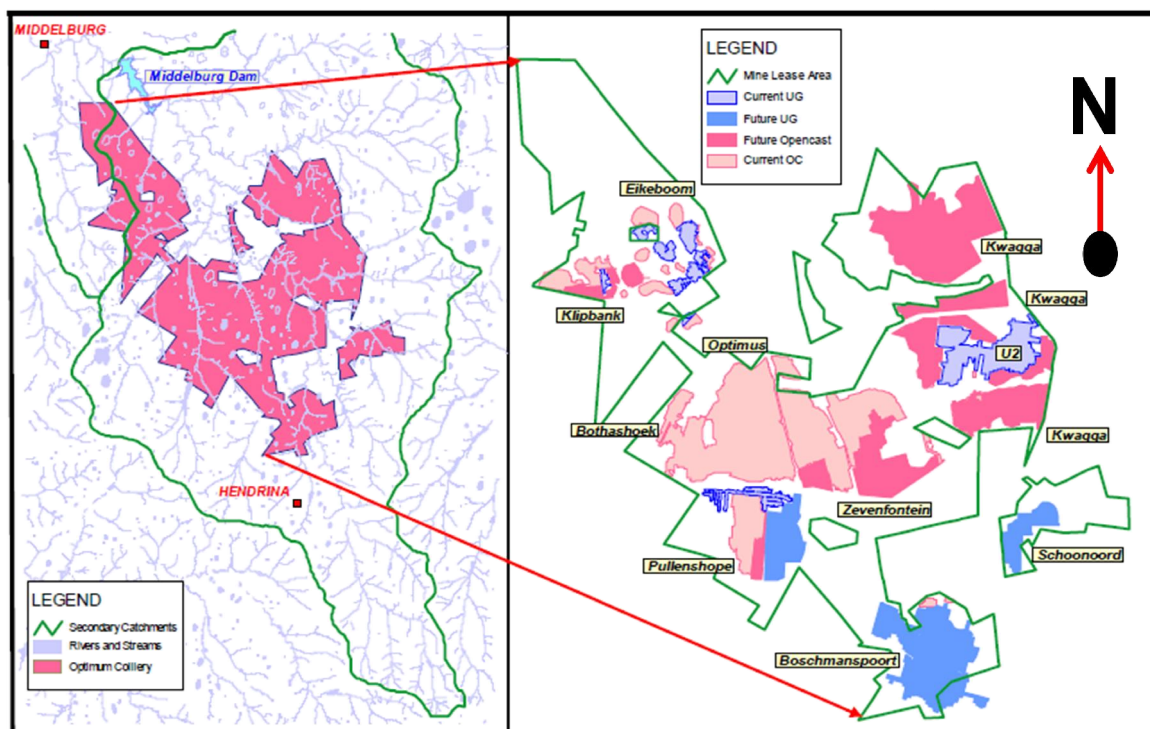 MIDDELBURG
Middelburg Dam
HENDRINA
LEGEND
Secondary Catchments
Rivers and Streams
Optimum Colliery
LEGEND
Mine Lease Area
Current UG
Future UG
Future Opencast
Current OC
N
Eikeboom
Kwagga
Klipbank
Kwagga
Optimus
U2
Bothashoek
Kwagga
Zevenfontein
Pullenshope
Schoonoord
Boschmanspoort